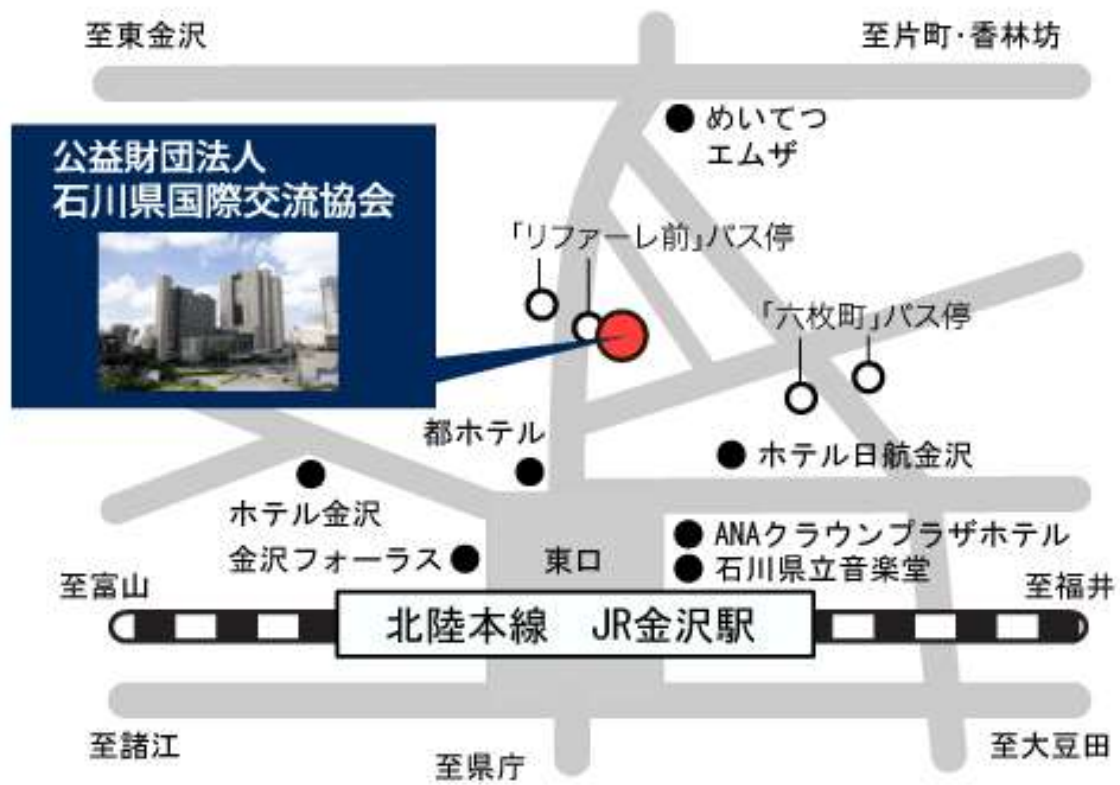 至東金沢
至片町・香林坊
めいてつ
エムザ
公益財団法人
石川県国際交流協会
「リファーレ前」バス停
「六枚町」バス停
都ホテル
ホテル日航金沢
ホテル金沢
ANAクラウンプラザホテル
金沢フォーラス
東口
石川県立音楽堂
至富山
至福井
北陸本線 JR金沢駅
至諸江
至大豆田
至県庁